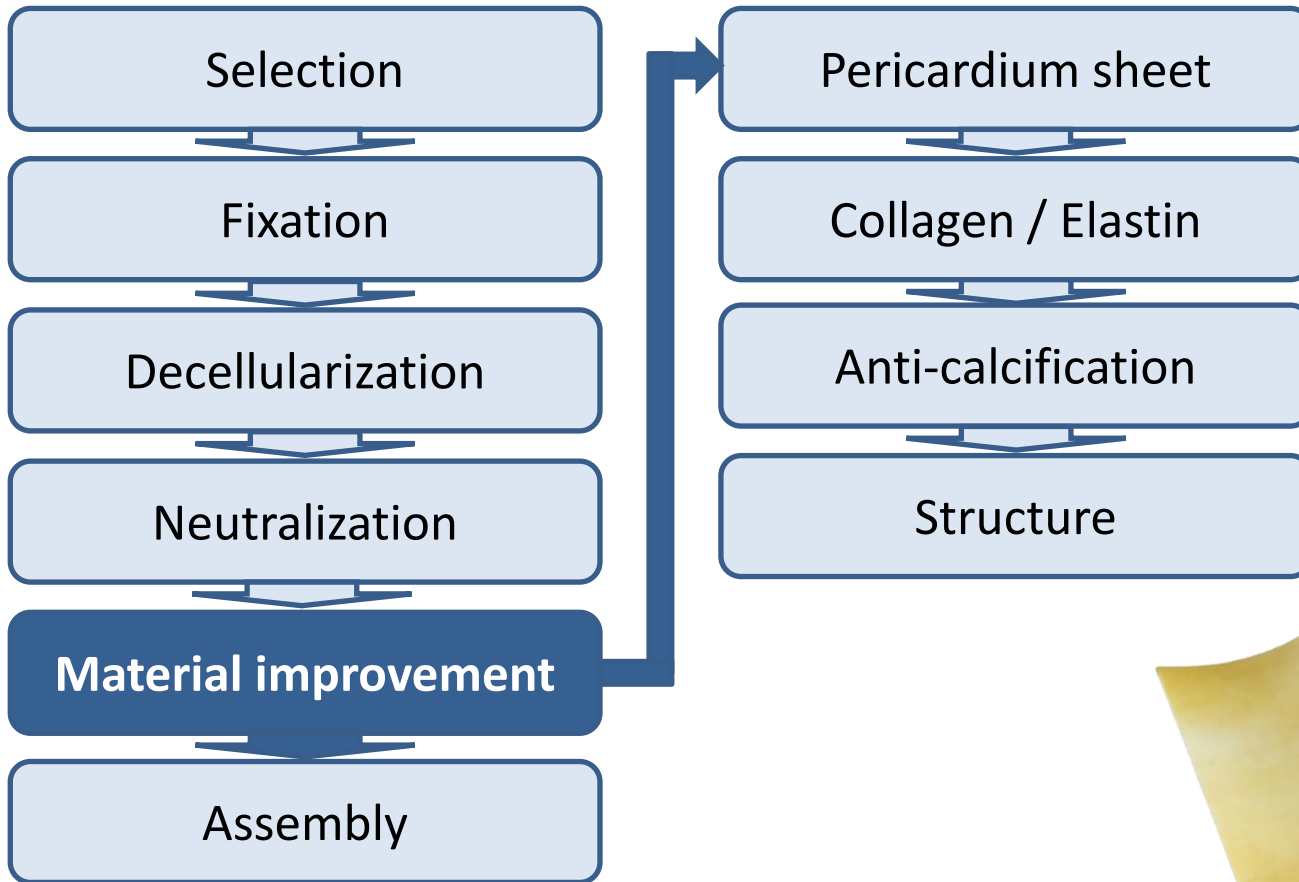 Selection
Fixation
Decellularization
Neutralization
Material improvement
Assembly
Pericardium sheet
Collagen / Elastin
Anti-calcification
Structure